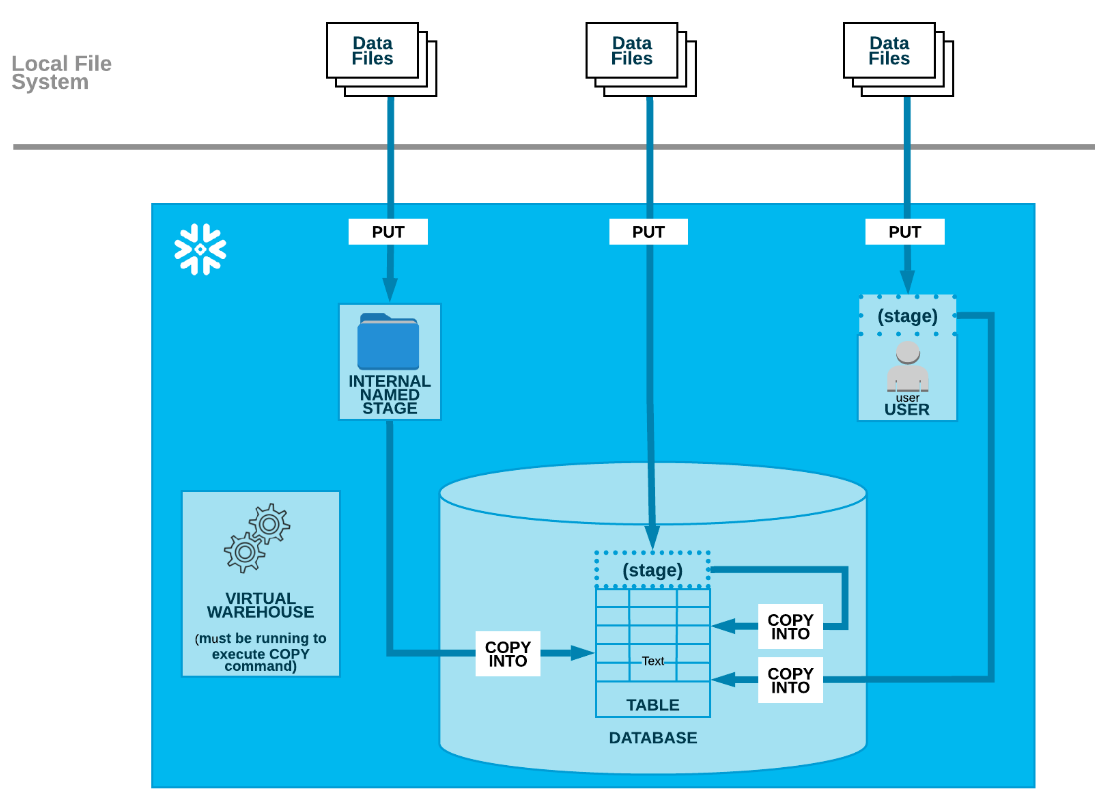 Local File
System
Data
Files
Data
Files
Data
Files
PUT
PUT
PUT
INTERNAL
NAMED
STAGE
(stage)
user
USER
VIRTUAL
WAREHOUSE
(must be running to
execute COPY
command)
(stage)
COPY
INTO
COPY
INTO
Text
COPY
INTO
TABLE
DATABASE